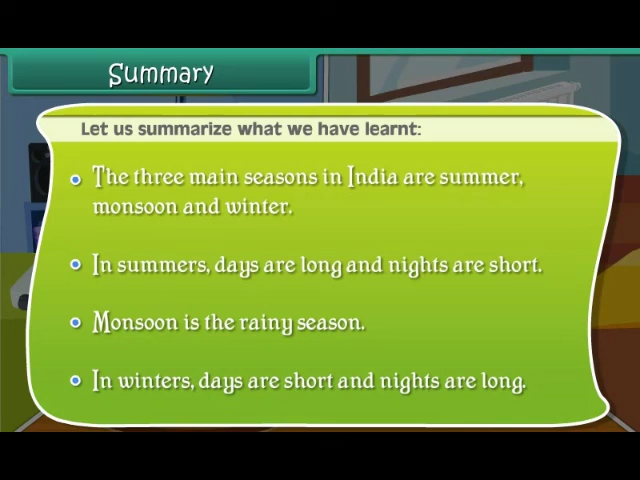 Summary
Let us summarize what we have learnt:
The three main seasons in India are summer,
monsoon and winter.
In summers, days are long and nights are short.
Monsoon is the rainy season.
In winters, days are short and nights are long.